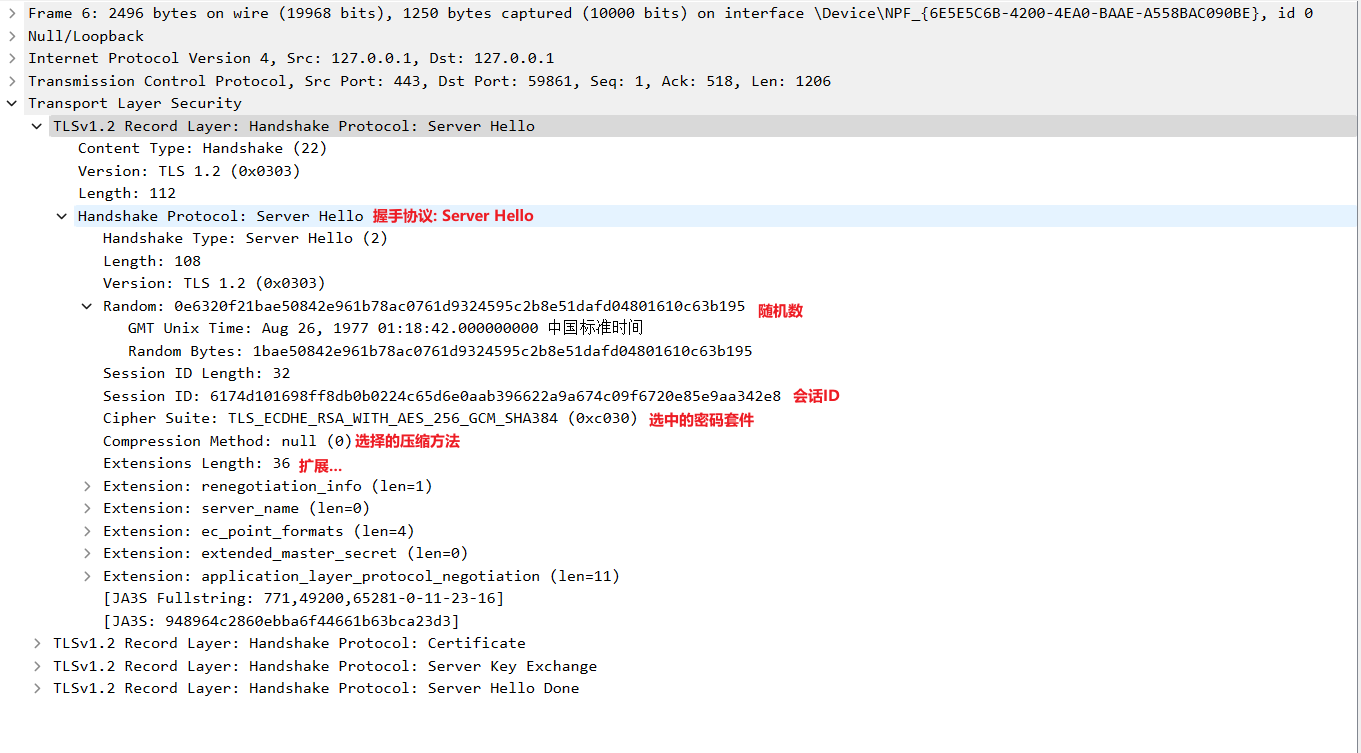 Frame 6: 2496 bytes on wire (19968 bits), 1250 bytes captured (10000 bits) on interface \Device\NPF_{6E5E5C6B-4200-4EA0-BAAE-A558BAC090BE}, id 0
Null/Loopback
Internet Protocol Version 4, Src: 127.0.0.1, Dst: 127.0.0.1
Transmission Control Protocol, Src Port: 443, Dst Port: 59861, Seq: 1, Ack: 518, Len: 1206
Transport Layer Security
TLSv1.2 Record Layer: Handshake Protocol: Server Hello
Content Type: Handshake (22)
Version: TLS 1.2 (0x0303)
Length: 112
Handshake Protocol: Server Hello 握手协议: Server Hello
Handshake Type: Server Hello (2)
Length: 108
Version: TLS 1.2 (0x0303)
Random: 0e6320f21bae50842e961b78ac0761d9324595c2b8e51dafd04801610c63b195 随机数
GMT Unix Time: Aug 26, 1977 01:18:42.000000000 中国标准时间
Random Bytes: 1bae50842e961b78ac0761d9324595c2b8e51dafd04801610c63b195
Session ID Length: 32
Session ID: 6174d101698ff8db0b0224c65d6e0aab396622a9a674c09f6720e85e9aa342e8 会话ID
Cipher Suite: TLS_ECDHE_RSA_WITH_AES_256_GCM_SHA384 (0xc030) 选中的密码套件
Compression Method: null (0) 选择的压缩方法
Extensions Length: 36 扩展...
Extension: renegotiation_info (len=1)
Extension: server_name (len=0)
Extension: ec_point_formats (len=4)
Extension: extended_master_secret (len=0)
Extension: application_layer_protocol_negotiation (len=11)
[JA3S Fullstring: 771,49200,65281-0-11-23-16]
[JA3S: 948964c2860ebba6f44661b63bca23d3]
TLSv1.2 Record Layer: Handshake Protocol: Certificate
TLSv1.2 Record Layer: Handshake Protocol: Server Key Exchange
TLSv1.2 Record Layer: Handshake Protocol: Server Hello Done